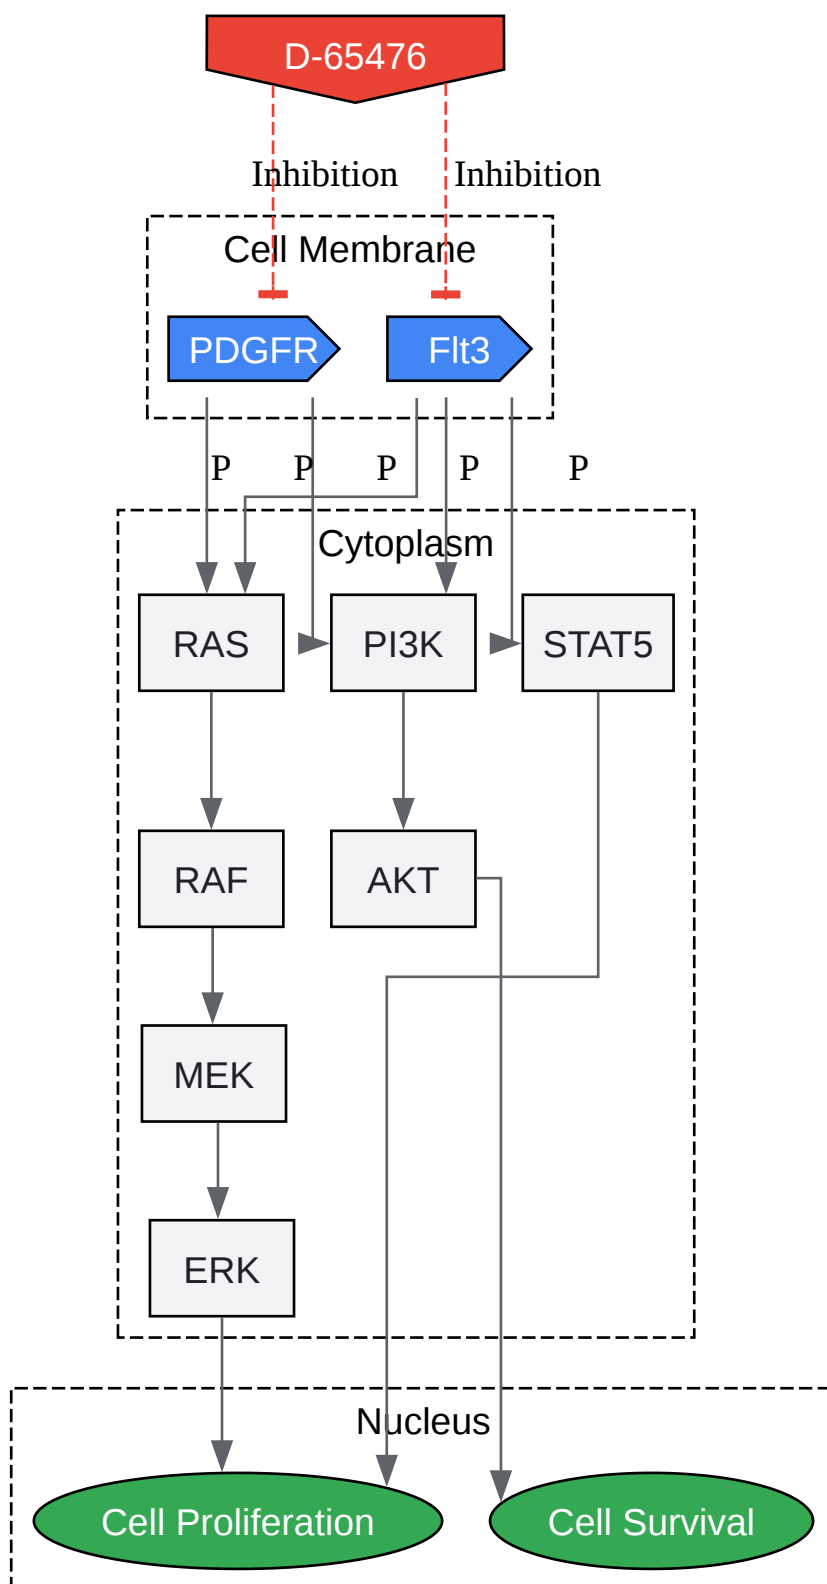 D-65476
Inhibition Inhibition
Cell Membrane
PDGFR Flt3
P P P P P
Cytoplasm
RAS PI3K STAT5
RAF AKT
MEK
ERK
Nucleus
Cell Proliferation Cell Survival